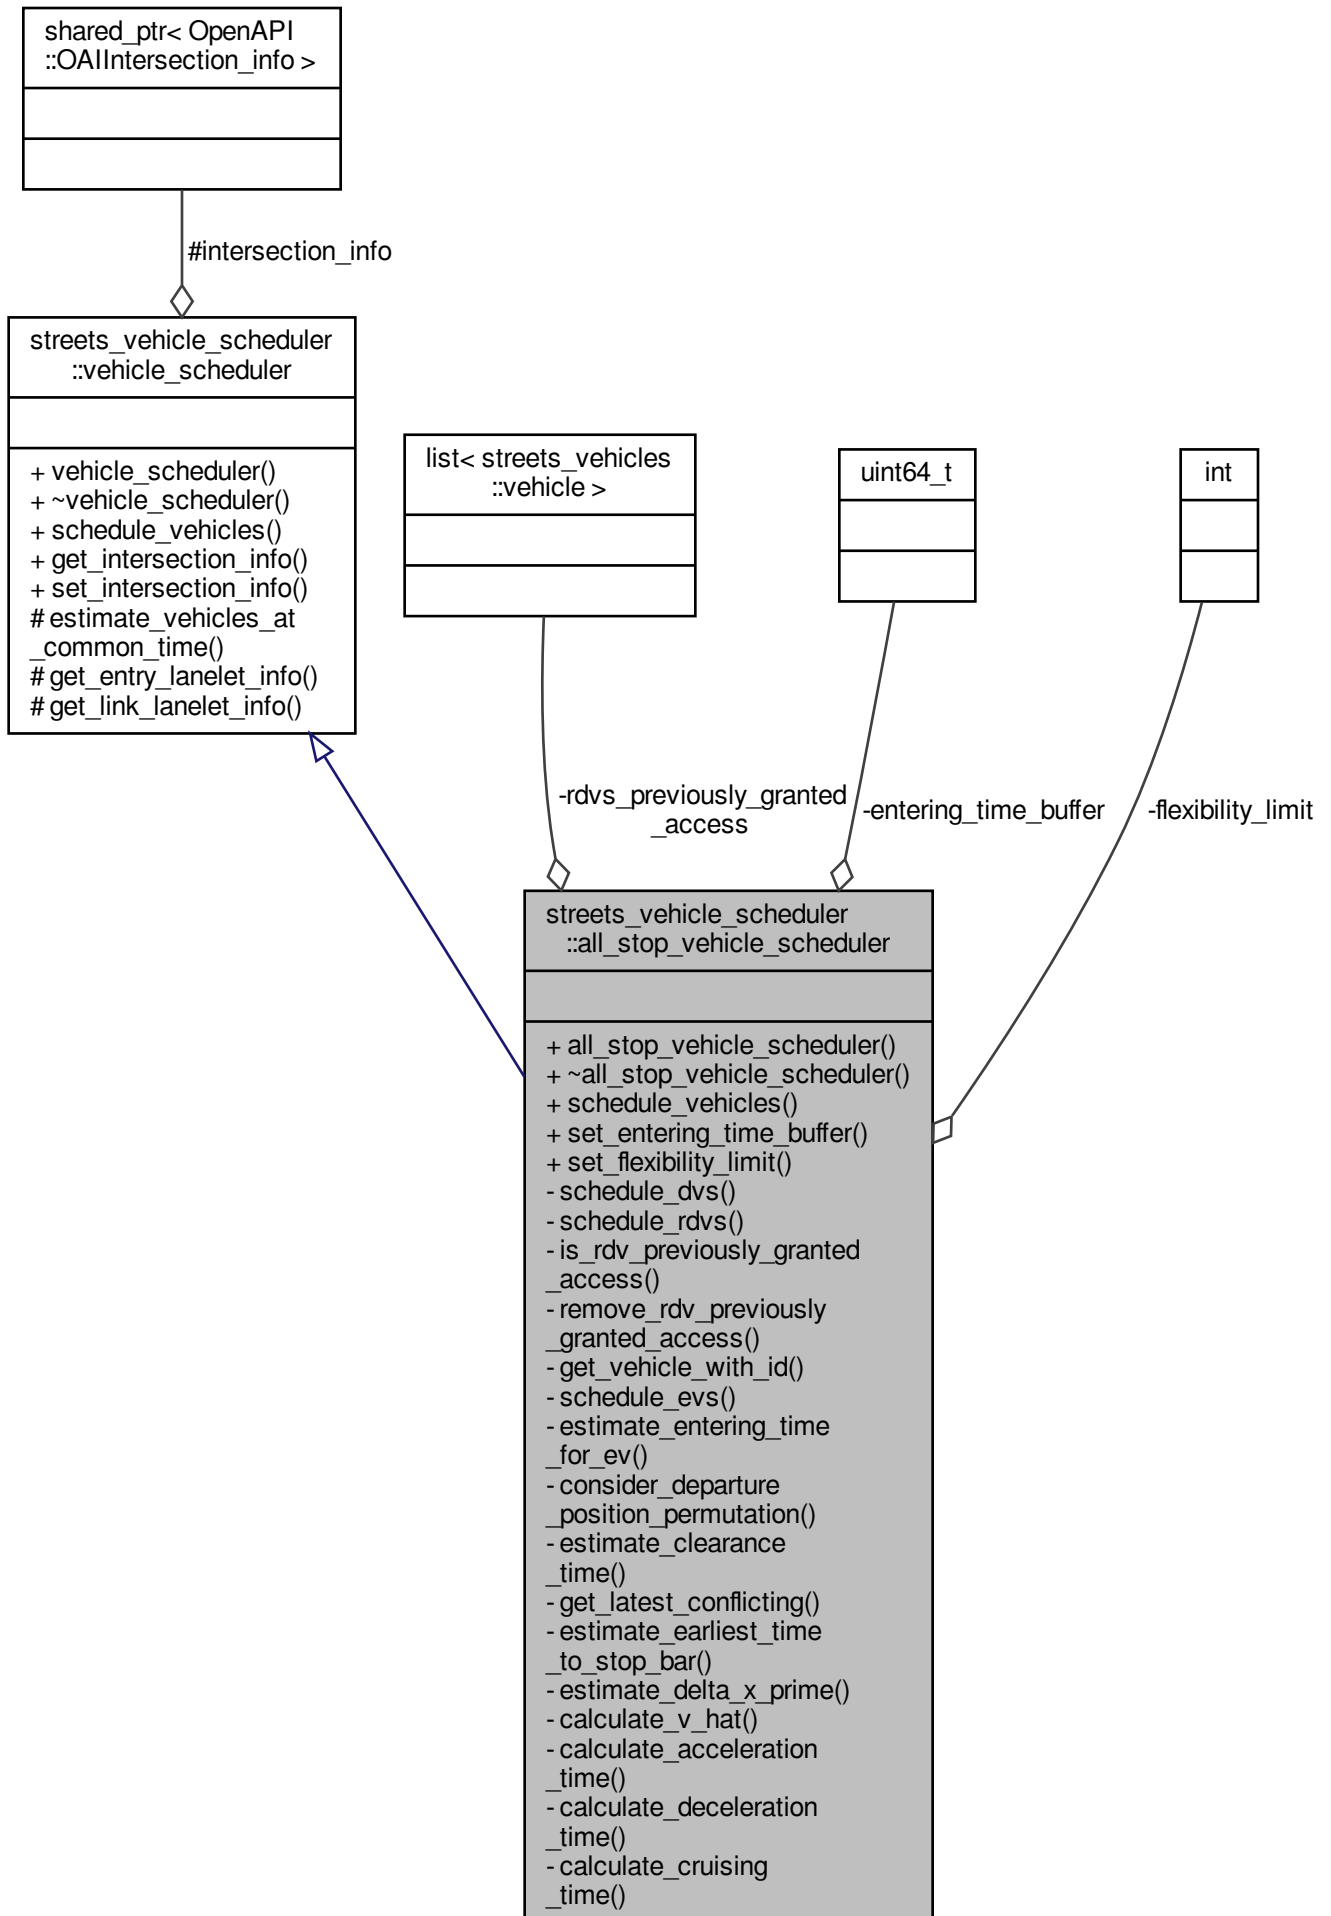 shared_ptr< OpenAPI
::OAIIntersection_info >
#intersection_info
streets_vehicle_scheduler
::vehicle_scheduler
+ vehicle_scheduler()
+ ~vehicle_scheduler()
+ schedule_vehicles()
+ get_intersection_info()
+ set_intersection_info()
# estimate_vehicles_at
_common_time()
# get_entry_lanelet_info()
# get_link_lanelet_info()
list< streets_vehicles
::vehicle >
uint64_t
int
-rdvs_previously_granted
_access
-entering_time_buffer
-flexibility_limit
streets_vehicle_scheduler
::all_stop_vehicle_scheduler
+ all_stop_vehicle_scheduler()
+ ~all_stop_vehicle_scheduler()
+ schedule_vehicles()
+ set_entering_time_buffer()
+ set_flexibility_limit()
- schedule_dvs()
- schedule_rdvs()
- is_rdv_previously_granted
_access()
- remove_rdv_previously
_granted_access()
- get_vehicle_with_id()
- schedule_evs()
- estimate_entering_time
_for_ev()
- consider_departure
_position_permutation()
- estimate_clearance
_time()
- get_latest_conflicting()
- estimate_earliest_time
_to_stop_bar()
- estimate_delta_x_prime()
- calculate_v_hat()
- calculate_acceleration
_time()
- calculate_deceleration
_time()
- calculate_cruising
_time()